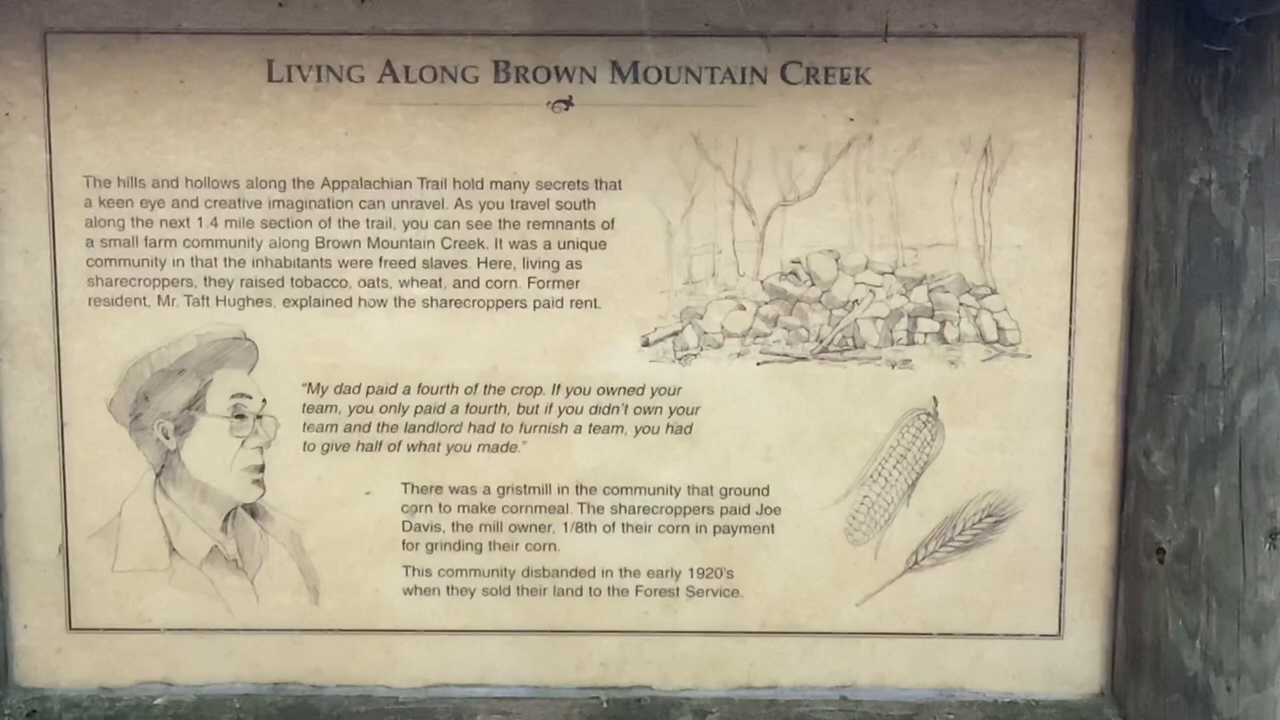 LIVING ALONG BROWN MOUNTAIN CREEK
The hills and hollows along the Appalachian Trail hold many secrets that
a keen eye and creative imagination can unravel. As you travel south
along the next 1.4 mile section of the trail, you can see the remnants of
a small farm community along Brown Mountain Creek. It was a unique
community in that the inhabitants were freed slaves. Here, living as
sharecroppers, they raised tobacco, oats, wheat, and corn. Former
resident, Mr. Taft Hughes, explained how the sharecroppers paid rent.
"My dad paid a fourth of the crop. If you owned your
team, you only paid a fourth, but if you didn't own your
team and the landlord had to furnish a team, you had
to give half of what you made."
There was a gristmill in the community that ground
corn to make cornmeal. The sharecroppers paid Joe
Davis, the mill owner, 1/8th of their corn in payment
for grinding their corn.
This community disbanded in the early 1920's
when they sold their land to the Forest Service.